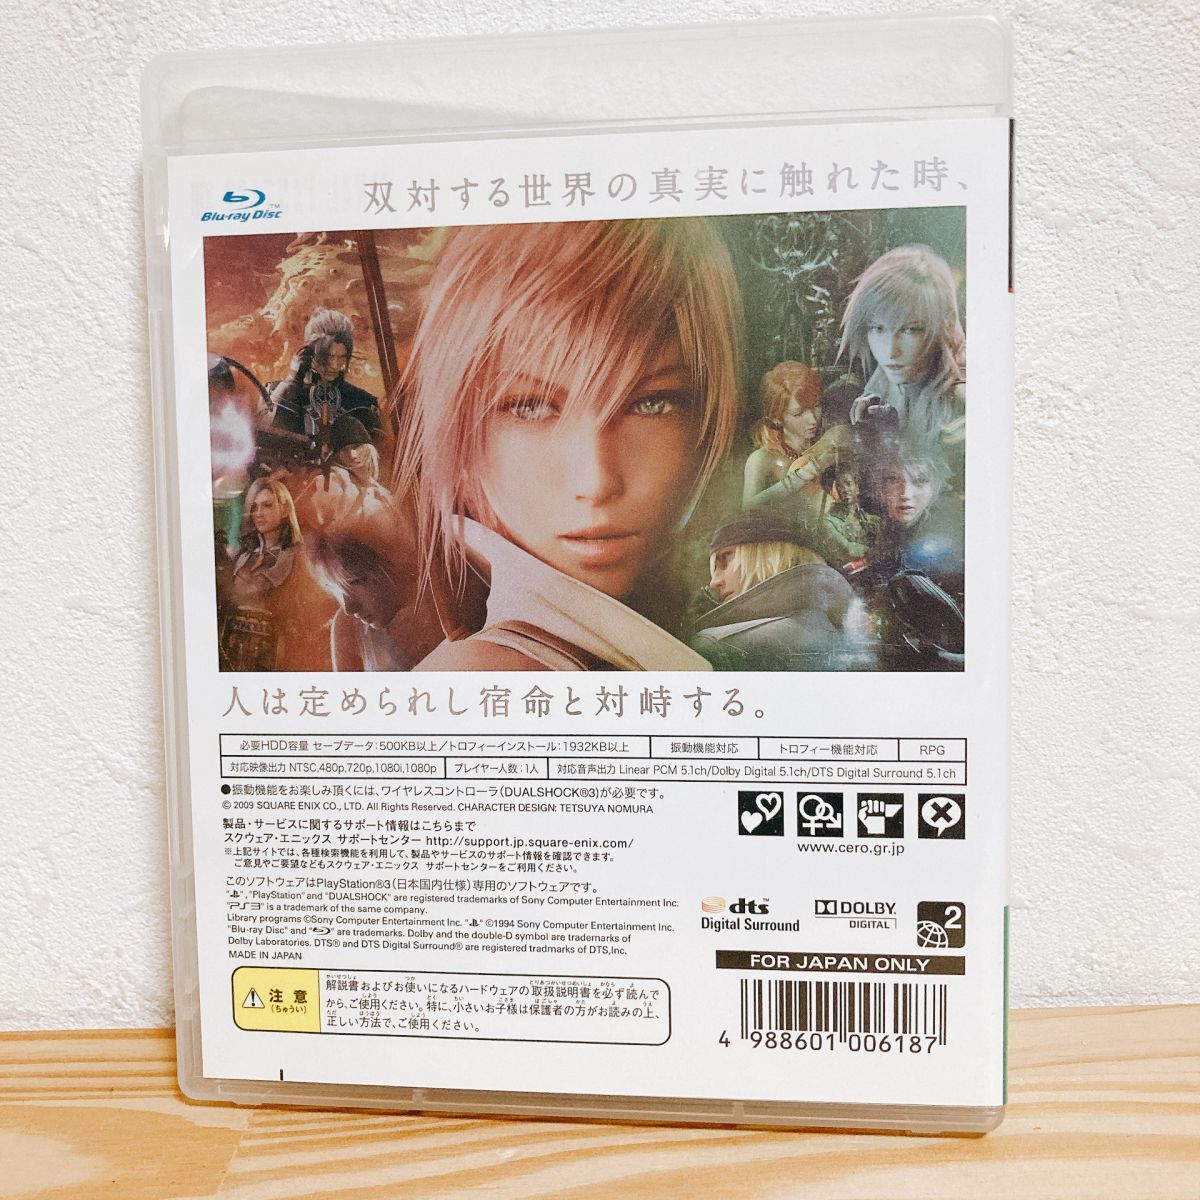 Blu-ray Disc™
双対する世界の真実に触れた時、
人は定められし宿命と対峙する。
必要HDD容量 セーブデータ：500KB以上／トロフィーインストール：1932KB以上 振動機能対応 トロフィー機能対応 RPG
対応映像出力 NTSC,480p,720p,1080i,1080p プレイヤー人数：1人 対応音声出力 Linear PCM 5.1ch/Dolby Digital 5.1ch/DTS Digital Surround 5.1ch
●振動機能をお楽しみ頂くには、ワイヤレスコントローラ（DUALSHOCK®3）が必要です。
© 2009 SQUARE ENIX CO., LTD. All Rights Reserved. CHARACTER DESIGN: TETSUYA NOMURA
製品・サービスに関するサポート情報はこちらまで
スクウェア・エニックス サポートセンター http://support.jp.square-enix.com/
※上記サイトでは、各種検索機能を利用して、製品やサービスのサポート情報を確認できます。
ご意見やご要望などもスクウェア・エニックス サポートセンターをご利用ください。
www.cero.gr.jp
このソフトウェアはPlayStation®3（日本国内仕様）専用のソフトウェアです。
, "PlayStation" and "DUALSHOCK" are registered trademarks of Sony Computer Entertainment Inc.
"PS3" is a trademark of the same company.
Library programs ©Sony Computer Entertainment Inc. ©1994 Sony Computer Entertainment Inc.
"Blu-ray Disc" and are trademarks. Dolby and the double-D symbol are trademarks of
Dolby Laboratories. DTS® and DTS Digital Surround® are registered tradmarks of DTS,Inc.
MADE IN JAPAN
dts™
Digital Surround
DOLBY
DIGITAL
2
FOR JAPAN ONLY
注意
（ちゅうい）
解説書およびお使いになるハードウェアの取扱説明書を必ず読んで
から、ご使用ください。特に、小さいお子様は保護者の方がお読みの上、
正しい方法で、ご使用ください。
4 988601 006187